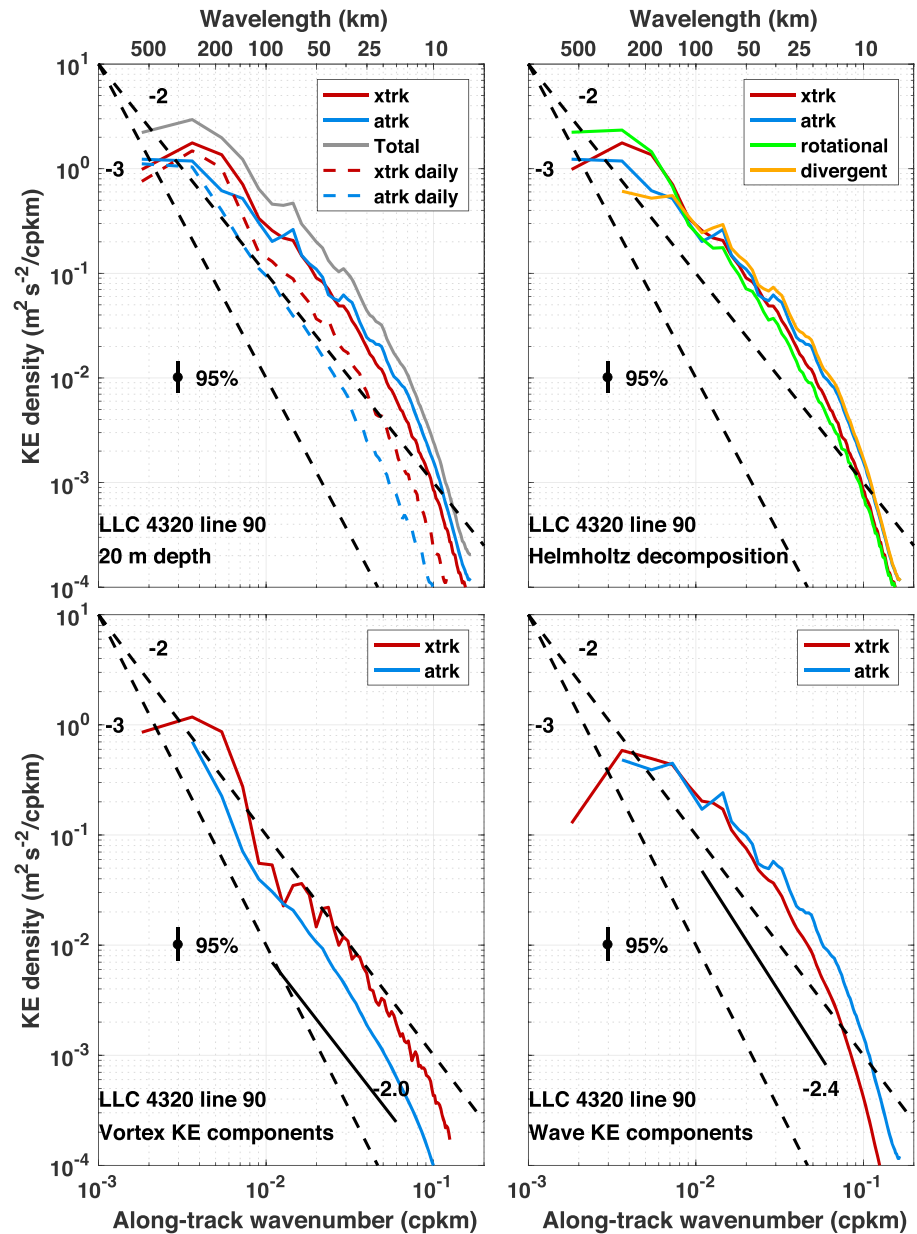 Wavelength (km)
500 200 100 50 25 10
10^1
10^0
10^-1
10^-2
10^-3
10^-4
KE density (m^2 s^-2/cpkm)
-2
-3
xtrk
atrk
Total
xtrk daily
atrk daily
95%
LLC 4320 line 90
20 m depth
Wavelength (km)
500 200 100 50 25 10
-2
-3
xtrk
atrk
rotational
divergent
95%
LLC 4320 line 90
Helmholtz decomposition
10^1
10^0
10^-1
10^-2
10^-3
10^-4
KE density (m^2 s^-2/cpkm)
-2
-3
xtrk
atrk
95%
-2.0
LLC 4320 line 90
Vortex KE components
10^-3 10^-2 10^-1
Along-track wavenumber (cpkm)
-2
-3
xtrk
atrk
95%
-2.4
LLC 4320 line 90
Wave KE components
10^-3 10^-2 10^-1
Along-track wavenumber (cpkm)